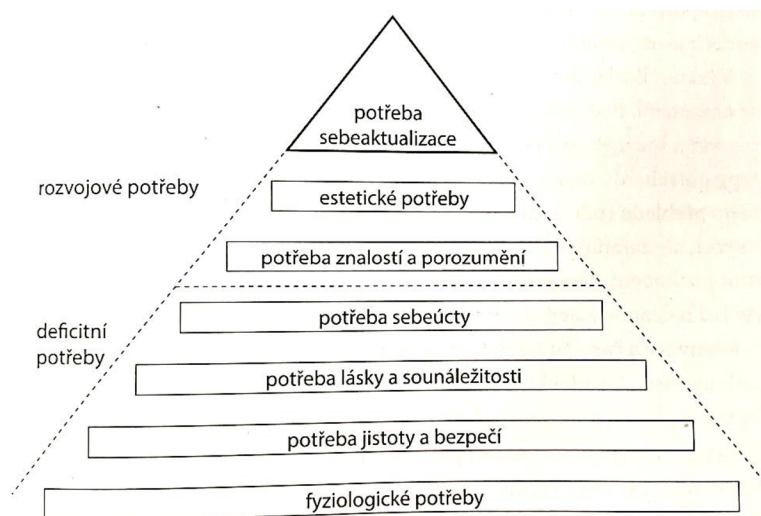 potřeba
sebeaktualizace
rozvojové potřeby
estetické potřeby
potřeba znalostí a porozumění
potřeba sebeúcty
deficitní
potřeby
potřeba lásky a sounáležitosti
potřeba jistoty a bezpečí
fyziologické potřeby